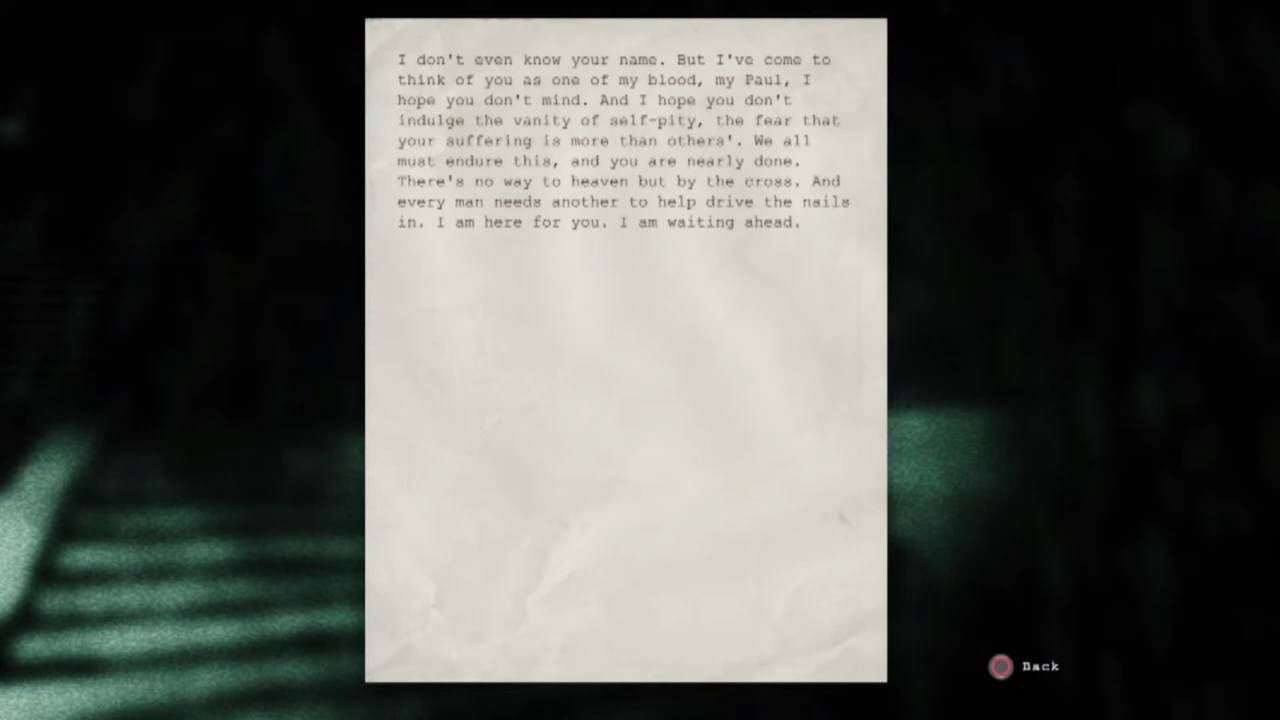 I don't even know your name. But I've come to
think of you as one of my blood, my Paul, I
hope you don't mind. And I hope you don't
indulge the vanity of self-pity, the fear that
your suffering is more than others'. We all
must endure this, and you are nearly done.
There's no way to heaven but by the cross. And
every man needs another to help drive the nails
in. I am here for you. I am waiting ahead.
Back